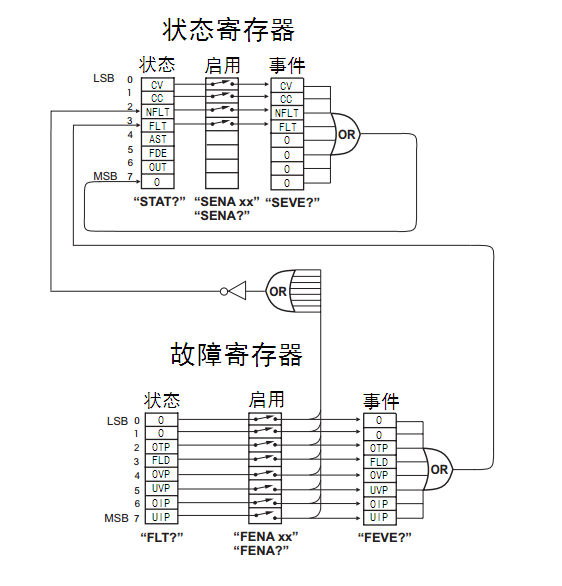 状态寄存器
状态 启用 事件
LSB 0 CV CV
1 CC CC
2 NFLT NFLT
3 FLT FLT OR
4 AST 0
5 FDE 0
6 OUT 0
MSB 7 0 0
“STAT?” “SENA xx” “SEVE?”
“SENA?”
OR
故障寄存器
状态 启用 事件
LSB 0 0 0
1 0 0
2 OTP OTP
3 FLD FLD OR
4 OVP OVP
5 UVP UVP
6 OIP OIP
MSB 7 UIP UIP
“FLT?” “FENA xx” “FEVE?”
“FENA?”